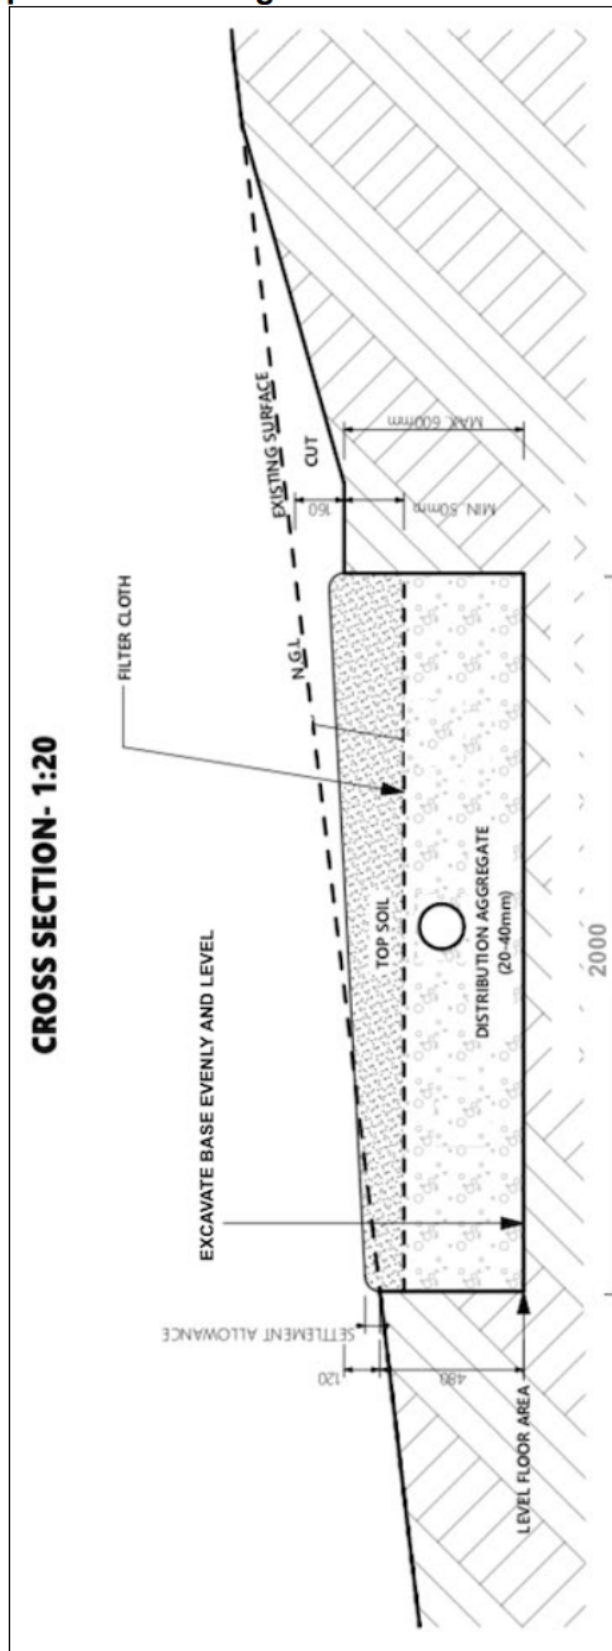 CROSS SECTION- 1:20
FILTER CLOTH
EXCAVATE BASE EVENLY AND LEVEL
EXISTING SURFACE
N.G.L
CUT
160
MIN. 50mm
MAX. 600mm
TOP SOIL
DISTRIBUTION AGGREGATE
(20-40mm)
SETTLEMENT ALLOWANCE
120
480
LEVEL FLOOR AREA
2000